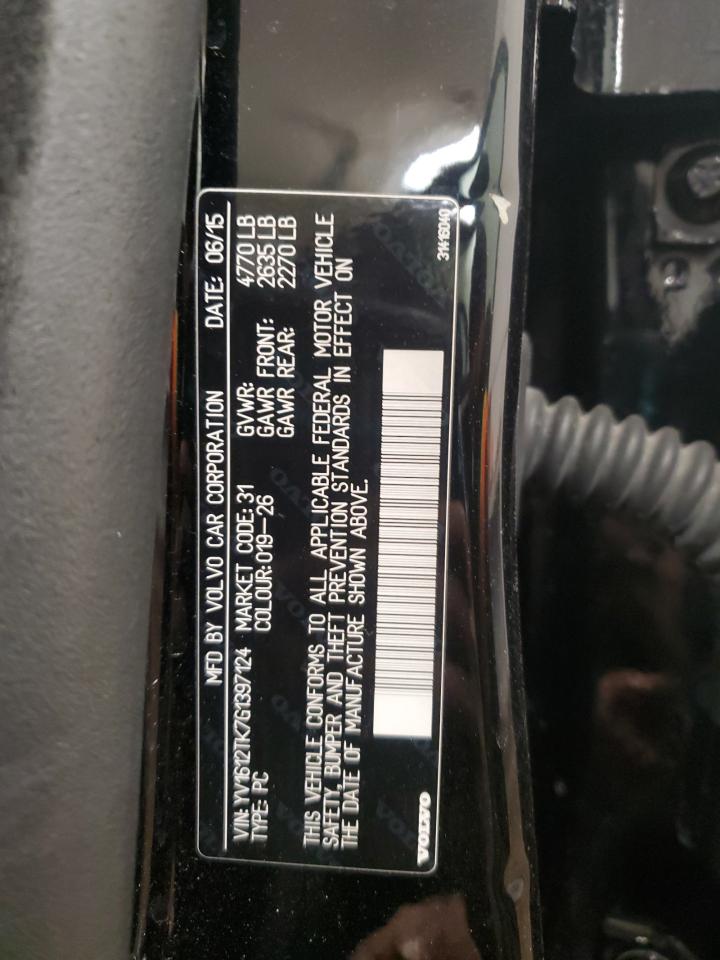 MFD BY VOLVO CAR CORPORATION DATE: 06/15
VIN: YV1612TK7G1397124 MARKET CODE: 31 GVWR: 4770 LB
TYPE: PC COLOUR: 019-26 GAWR FRONT: 2635 LB
GAWR REAR: 2270 LB
THIS VEHICLE CONFORMS TO ALL APPLICABLE FEDERAL MOTOR VEHICLE
SAFETY, BUMPER AND THEFT PREVENTION STANDARDS IN EFFECT ON
THE DATE OF MANUFACTURE SHOWN ABOVE.
VOLVO 31416040